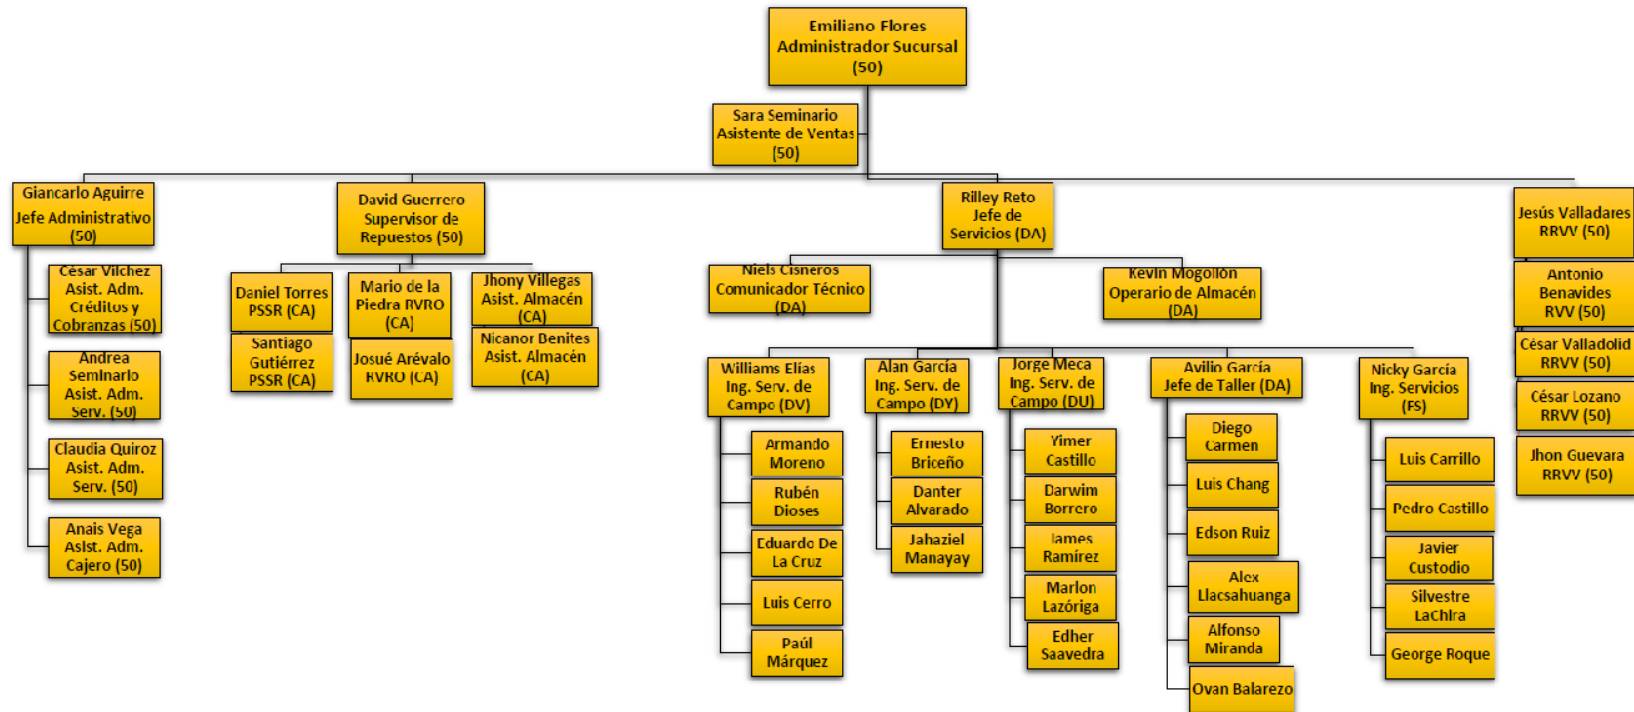 Emiliano Flores
Administrador Sucursal
(50)
Sara Seminario
Asistente de Ventas
(50)
Giancarlo Aguirre
Jefe Administrativo
(50)
César Vilchez
Asist. Adm.
Créditos y
Cobranzas (50)
Andrea
Seminario
Asist. Adm.
Serv. (50)
Claudia Quiroz
Asist. Adm.
Serv. (50)
Anais Vega
Asist. Adm.
Cajero (50)
David Guerrero
Supervisor de
Repuestos (50)
Daniel Torres
PSSR (CA)
Santiago
Gutiérrez
PSSR (CA)
Mario de la
Piedra RVRO
(CA)
Josué Arévalo
RVRO (CA)
Jhony Villegas
Asist. Almacén
(CA)
Nicanor Benites
Asist. Almacén
(CA)
Rilley Reto
Jefe de
Servicios (DA)
Niels Cisneros
Comunicador Técnico
(DA)
Kevin Mogollón
Operario de Almacén
(DA)
Williams Elías
Ing. Serv. de
Campo (DV)
Armando
Moreno
Rubén
Dioses
Eduardo De
La Cruz
Luis Cerro
Paúl
Márquez
Alan García
Ing. Serv. de
Campo (DY)
Ernesto
Briceño
Danter
Alvarado
Jahaziel
Manayay
Jorge Meca
Ing. Serv. de
Campo (DU)
Yimer
Castillo
Darwim
Borrero
James
Ramírez
Marlon
Lazóriga
Edher
Saavedra
Avilio García
Jefe de Taller (DA)
Diego
Carmen
Luis Chang
Edson Ruiz
Alex
Llacsahuanga
Alfonso
Miranda
Ovan Balarezo
Nicky García
Ing. Servicios
(FS)
Luis Carrillo
Pedro Castillo
Javier
Custodio
Silvestre
LaChira
George Roque
Jesús Valladares
RRVV (50)
Antonio
Benavides
RVV (50)
César Valladolid
RRVV (50)
César Lozano
RRVV (50)
Jhon Guevara
RRVV (50)